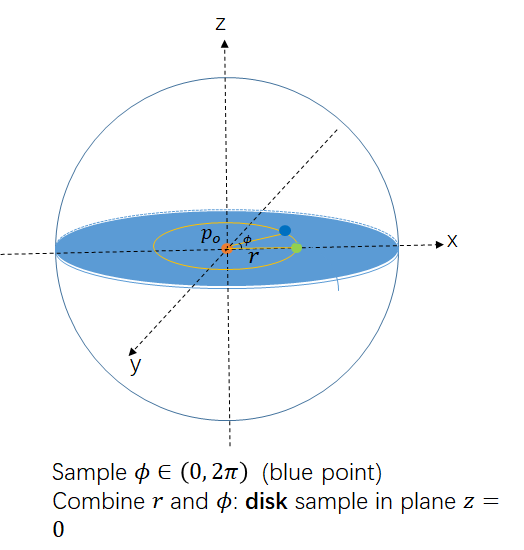 z
x
p_o
ϕ
r
y
Sample ϕ ∈ (0, 2π) (blue point)
Combine r and ϕ: disk sample in plane z =
0